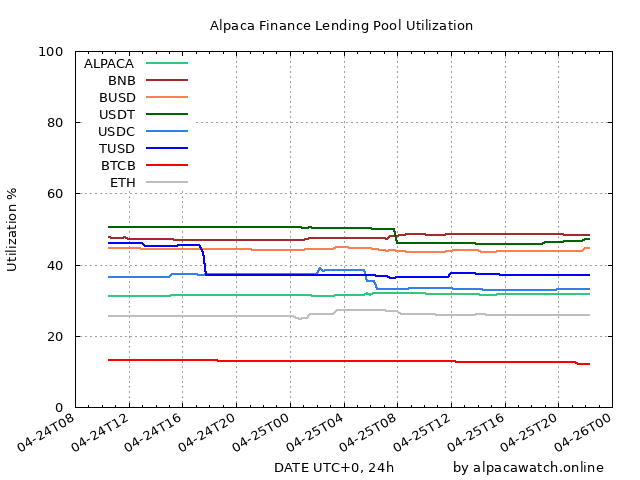 Alpaca Finance Lending Pool Utilization
100
80
60
40
20
0
Utilization %
ALPACA
BNB
BUSD
USDT
USDC
TUSD
BTCB
ETH
04-24T08
04-24T12
04-24T16
04-24T20
04-25T00
04-25T04
04-25T08
04-25T12
04-25T16
04-25T20
04-26T00
DATE UTC+0, 24h
by alpacawatch.online